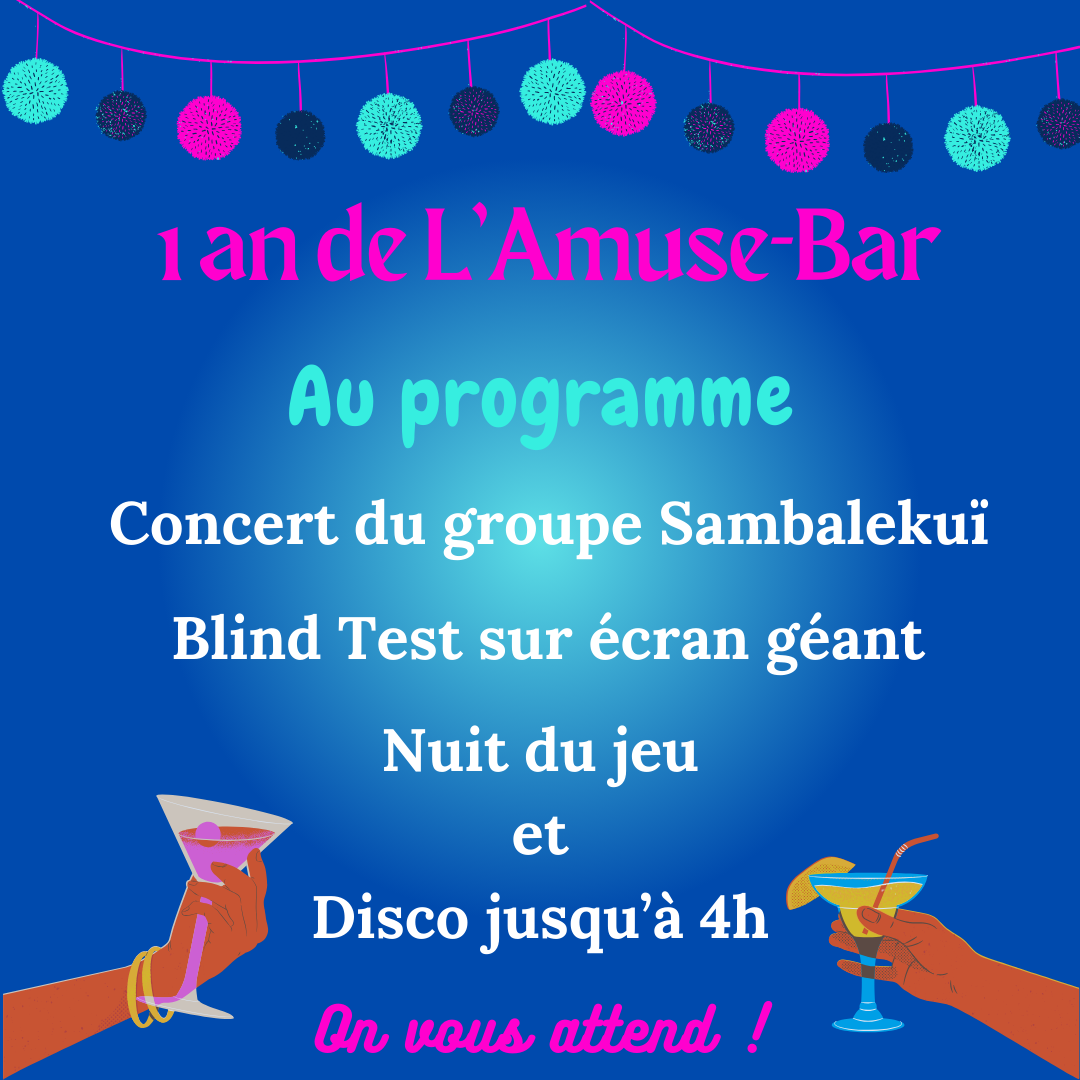 1 an de L’Amuse-Bar
Au programme
Concert du groupe Sambalekuï
Blind Test sur écran géant
Nuit du jeu
et
Disco jusqu’à 4h
On vous attend !